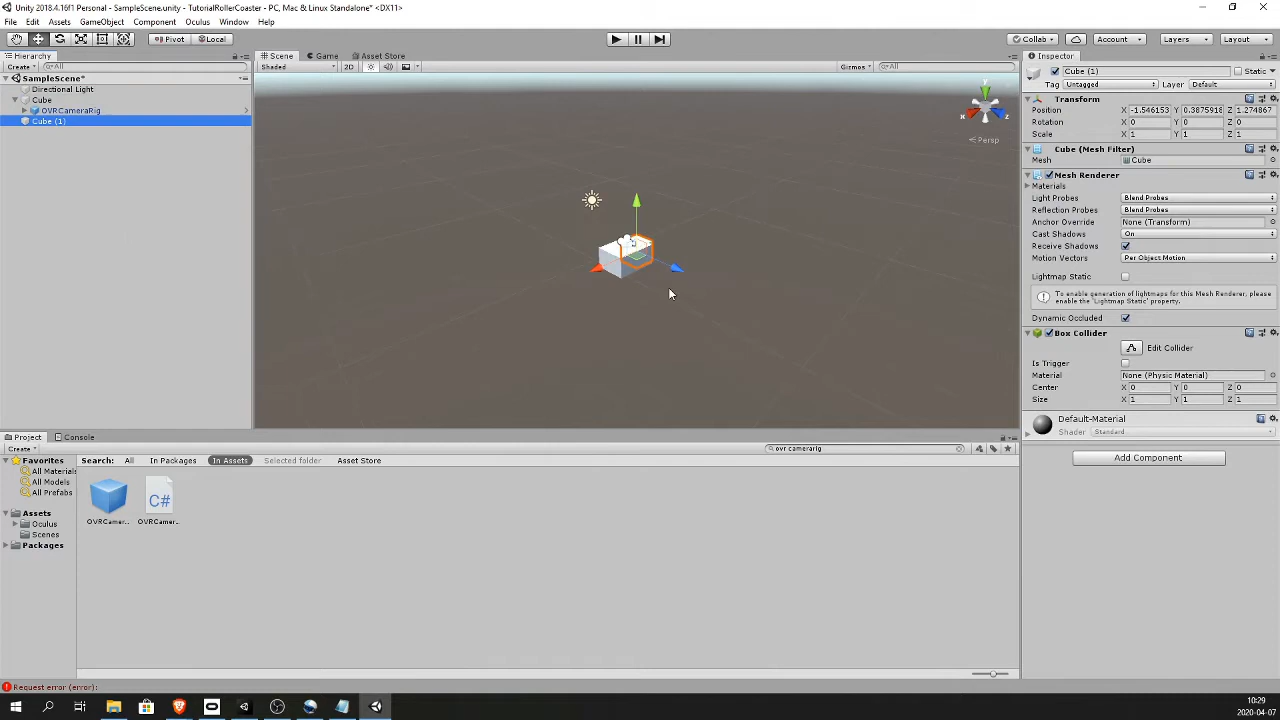 Unity 2018.4.16f1 Personal - SampleScene.unity - TutorialRollerCoaster - PC, Mac & Linux Standalone* <DX11>
File Edit Assets GameObject Component Oculus Window Help
Pivot Local Collab Account Layers Layout
Hierarchy Scene Game Asset Store Inspector
Create All Shaded 2D Gizmos All Cube (1) Static
SampleScene*
Tag Untagged Layer Default
Directional Light
Cube
OVRCameraRig
Cube (1)
y
x z
Persp
Transform
Position X -1.546153 Y 0.3875918 Z 1.274867
Rotation X 0 Y 0 Z 0
Scale X 1 Y 1 Z 1
Cube (Mesh Filter)
Mesh Cube
Mesh Renderer
Materials
Light Probes Blend Probes
Reflection Probes Blend Probes
Anchor Override None (Transform)
Cast Shadows On
Receive Shadows
Motion Vectors Per Object Motion
Lightmap Static
To enable generation of lightmaps for this Mesh Renderer, please
enable the 'Lightmap Static' property.
Dynamic Occluded
Box Collider
Edit Collider
Is Trigger
Material None (Physic Material)
Center X 0 Y 0 Z 0
Size X 1 Y 1 Z 1
Default-Material
Shader Standard
Add Component
Project Console
Create ovr camerarig
Favorites
All Materials
All Models
All Prefabs
Assets
Oculus
Scenes
Packages
Search: All In Packages In Assets Selected folder Asset Store
C#
OVRCamer... OVRCamer...
Request error (error):
10:29
2020-04-07